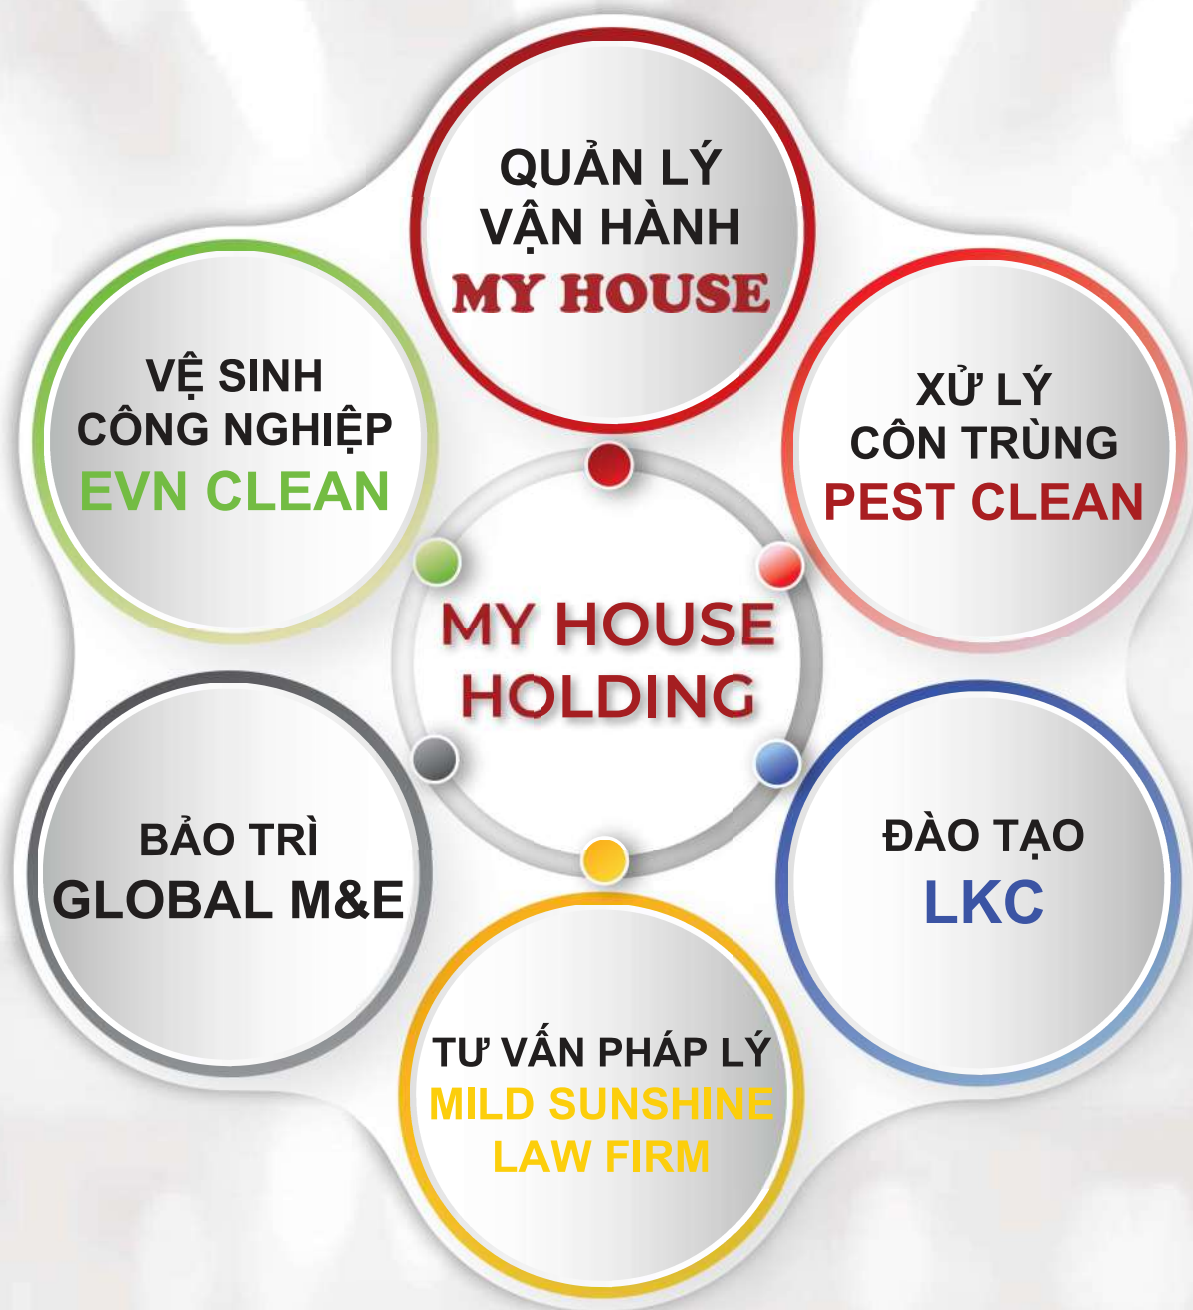 QUẢN LÝ
VẬN HÀNH
MY HOUSE
VỆ SINH
CÔNG NGHIỆP
EVN CLEAN
XỬ LÝ
CÔN TRÙNG
PEST CLEAN
MY HOUSE
HOLDING
BẢO TRÌ
GLOBAL M&E
ĐÀO TẠO
LKC
TƯ VẤN PHÁP LÝ
MILD SUNSHINE
LAW FIRM